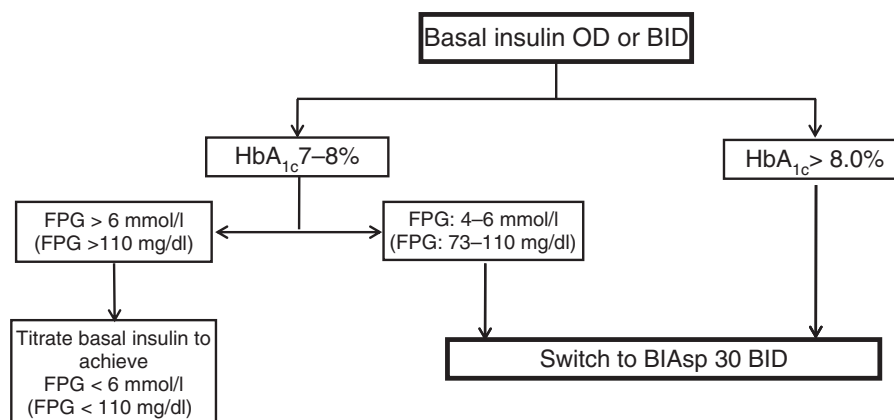 Basal insulin OD or BID
HbA1c 7–8%
HbA1c> 8.0%
FPG > 6 mmol/l
(FPG >110 mg/dl)
FPG: 4–6 mmol/l
(FPG: 73–110 mg/dl)
Titrate basal insulin to
achieve
FPG < 6 mmol/l
(FPG < 110 mg/dl)
Switch to BIAsp 30 BID